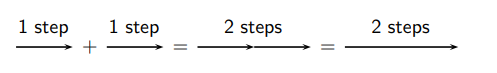 1 step 1 step 2 steps 2 steps
+ = =